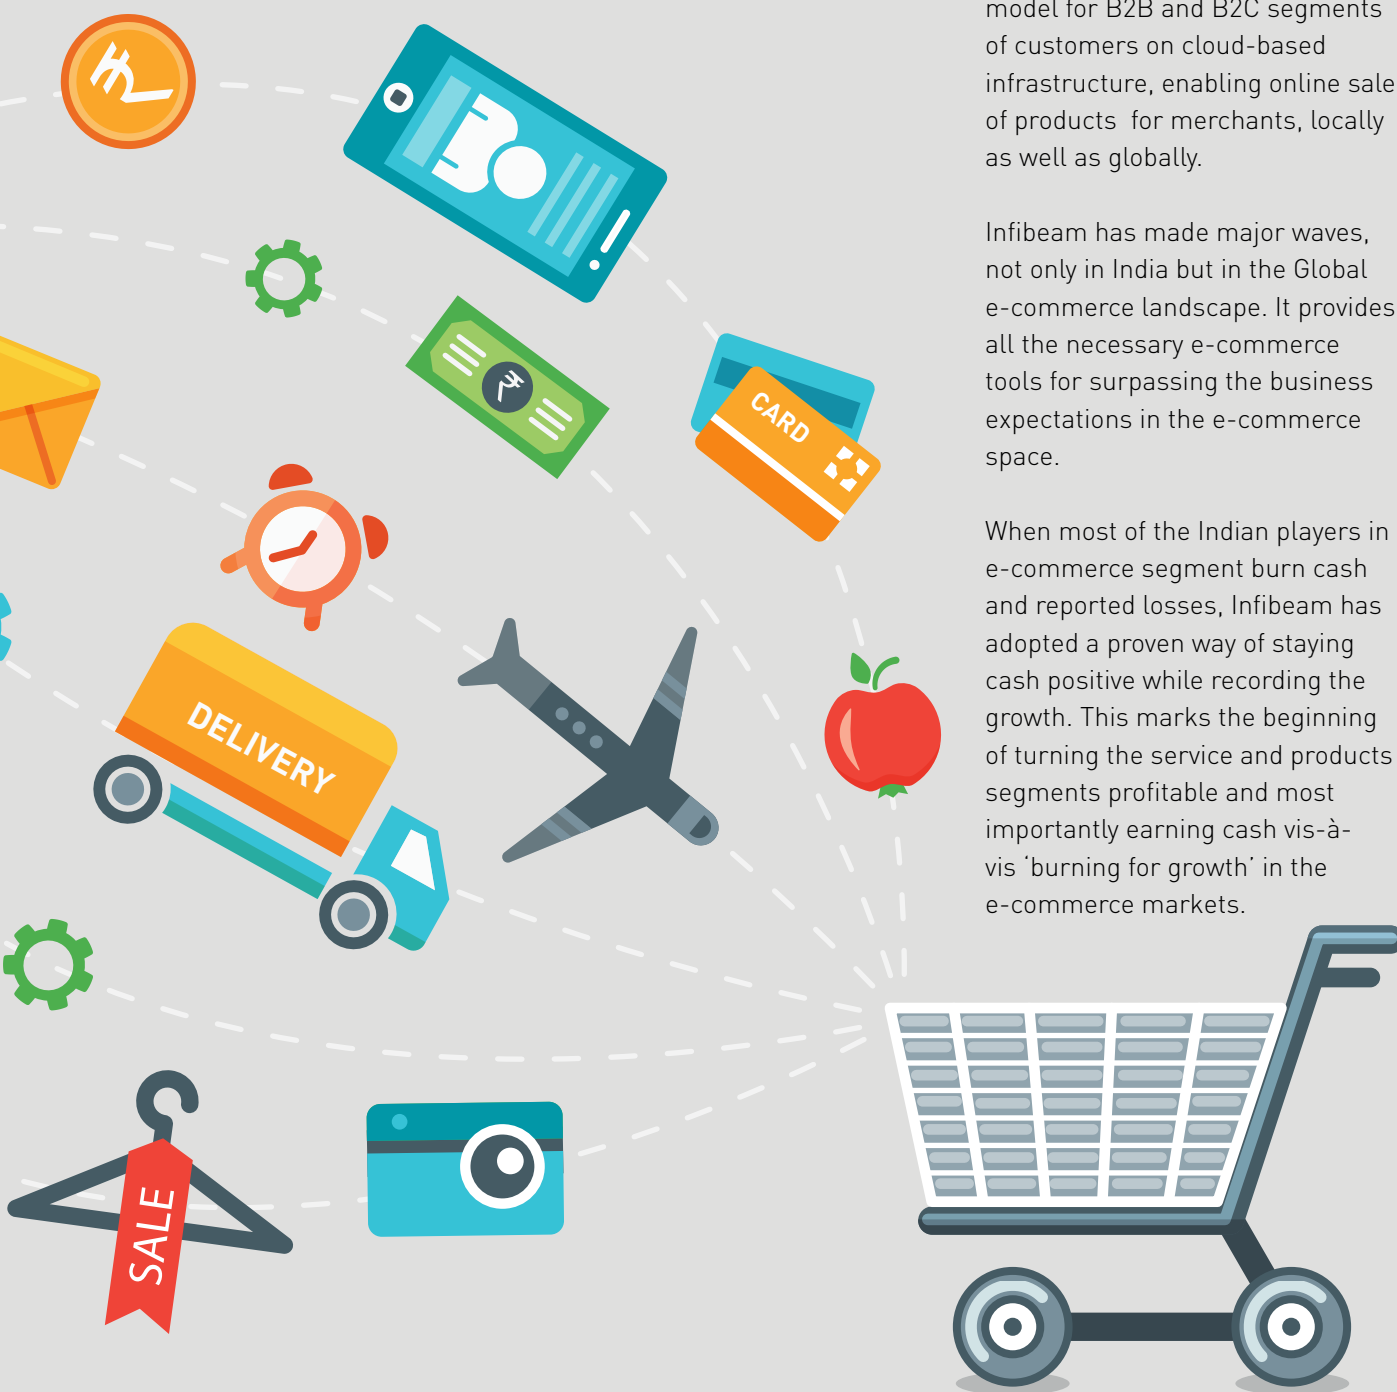 model for B2B and B2C segments
of customers on cloud-based
infrastructure, enabling online sale
of products  for merchants, locally
as well as globally.
Infibeam has made major waves,
not only in India but in the Global
e-commerce landscape. It provides
all the necessary e-commerce
tools for surpassing the business
expectations in the e-commerce
space.
When most of the Indian players in
e-commerce segment burn cash
and reported losses, Infibeam has
adopted a proven way of staying
cash positive while recording the
growth. This marks the beginning
of turning the service and products
segments profitable and most
importantly earning cash vis-à-
vis ‘burning for growth’ in the
e-commerce markets.
₹
₹
CARD
DELIVERY
SALE